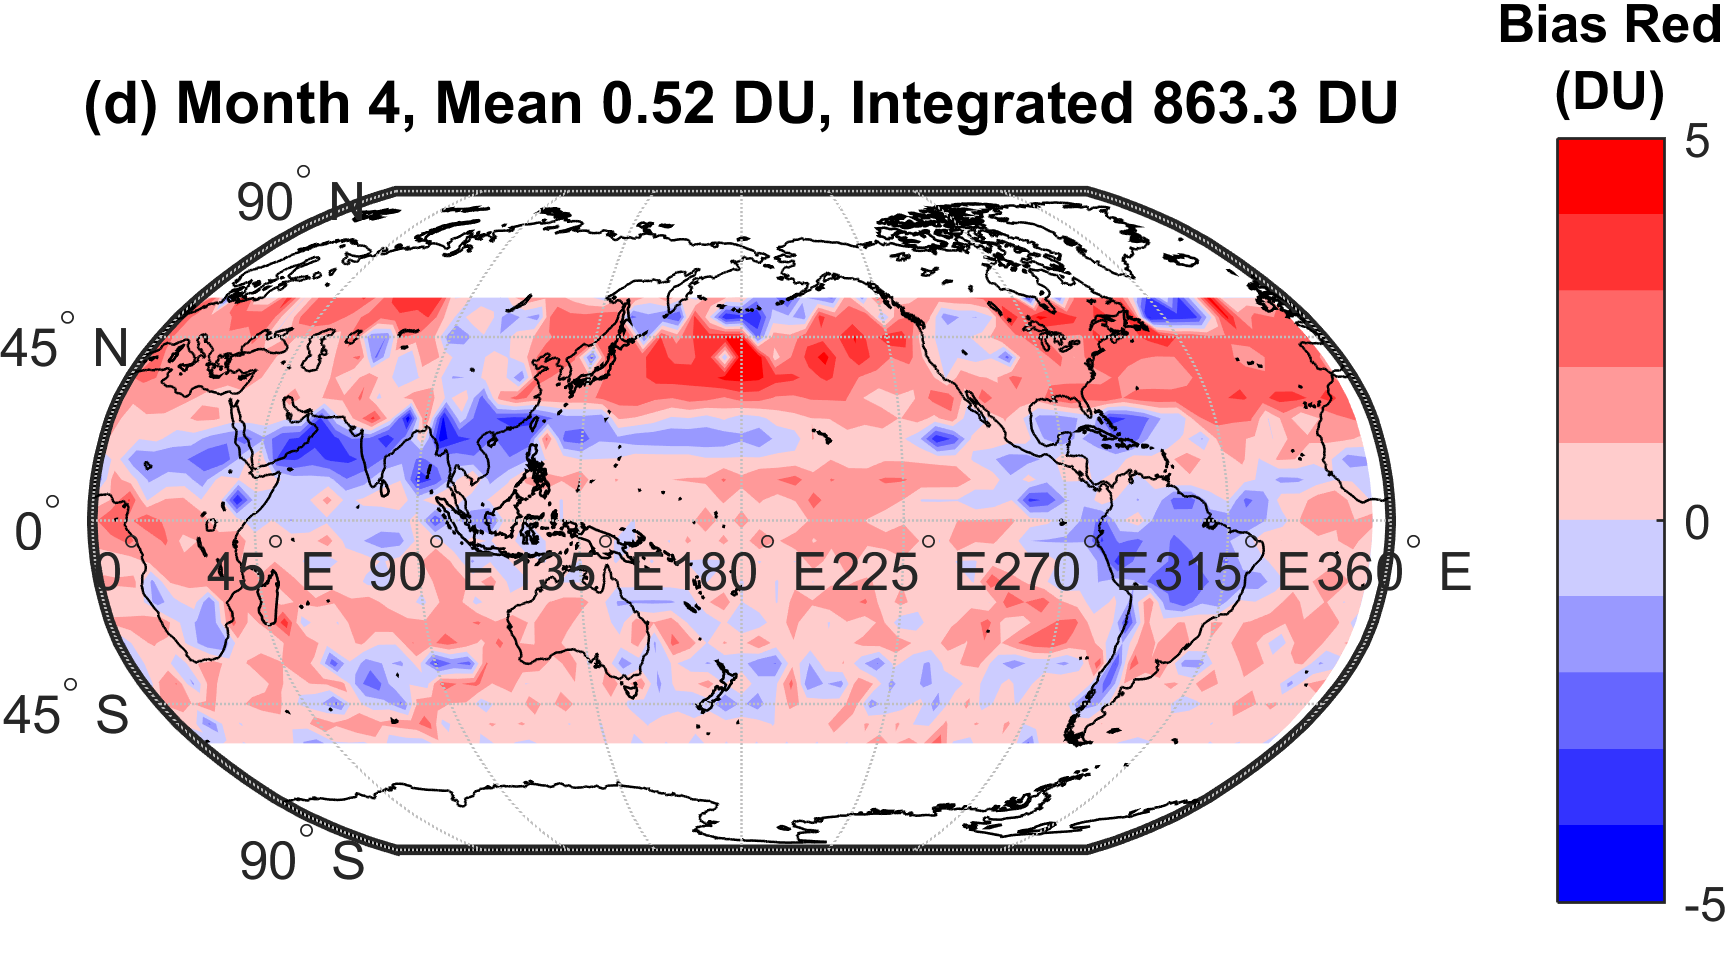 Bias Red
(DU)
(d) Month 4, Mean 0.52 DU, Integrated 863.3 DU
5
90° N
45° N
0°
0
0° 45° E 90° E 135° E 180° E 225° E 270° E 315° E 360° E
45° S
90° S
-5